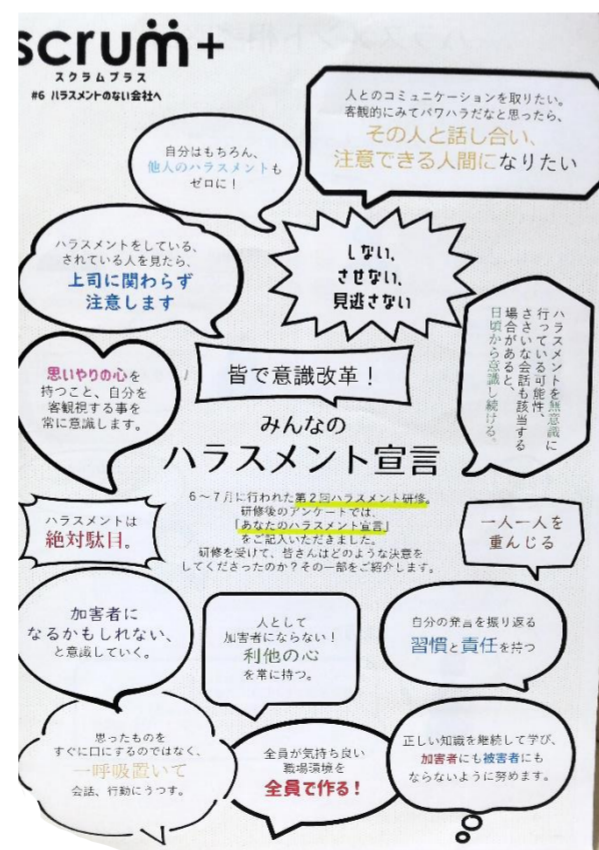 scrum+
スクラムプラス
#6 ハラスメントのない会社へ
人とのコミュニケーションを取りたい。
客観的にみてパワハラだなと思ったら、
その人と話し合い、
注意できる人間になりたい
自分はもちろん、
他人のハラスメントも
ゼロに！
ハラスメントをしている、
されている人を見たら、
上司に関わらず
注意します
しない、
させない、
見逃さない
ハラスメントを無意識に
行っている可能性、
ささいな会話も該当する
場合があると、
日頃から意識し続ける。
思いやりの心を
持つこと、自分を
客観視する事を
常に意識します。
皆で意識改革！
みんなの
ハラスメント宣言
6～7月に行われた第2回ハラスメント研修。
研修後のアンケートでは、
「あなたのハラスメント宣言」
をご記入いただきました。
研修を受けて、皆さんはどのような決意を
してくださったのか？その一部をご紹介します。
ハラスメントは
絶対駄目。
一人一人を
重んじる
加害者に
なるかもしれない、
と意識していく。
人として
加害者にならない！
利他の心
を常に持つ。
自分の発言を振り返る
習慣と責任を持つ
思ったものを
すぐに口にするのではなく、
一呼吸置いて
会話、行動にうつす。
全員が気持ち良い
職場環境を
全員で作る！
正しい知識を継続して学び、
加害者にも被害者にも
ならないように努めます。